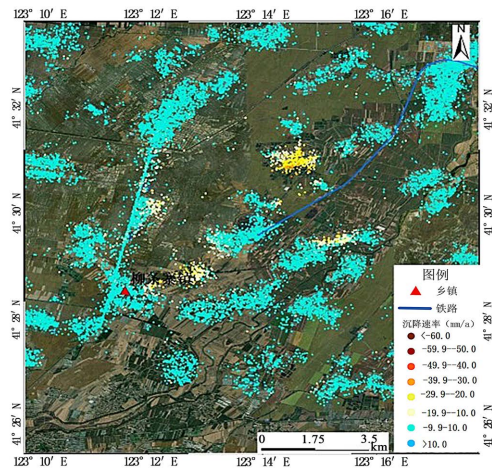 123° 10′ E 123° 12′ E 123° 14′ E 123° 16′ E
N
41° 32′ N
41° 32′ N
41° 30′ N
41° 30′ N
41° 28′ N
41° 28′ N
41° 26′ N
41° 26′ N
图例
乡镇
铁路
沉降速率（mm/a）
<-60.0
-59.9--50.0
-49.9--40.0
-39.9--30.0
-29.9--20.0
-19.9--10.0
-9.9-10.0
>10.0
0 1.75 3.5
km
123° 10′ E 123° 12′ E 123° 14′ E 123° 16′ E